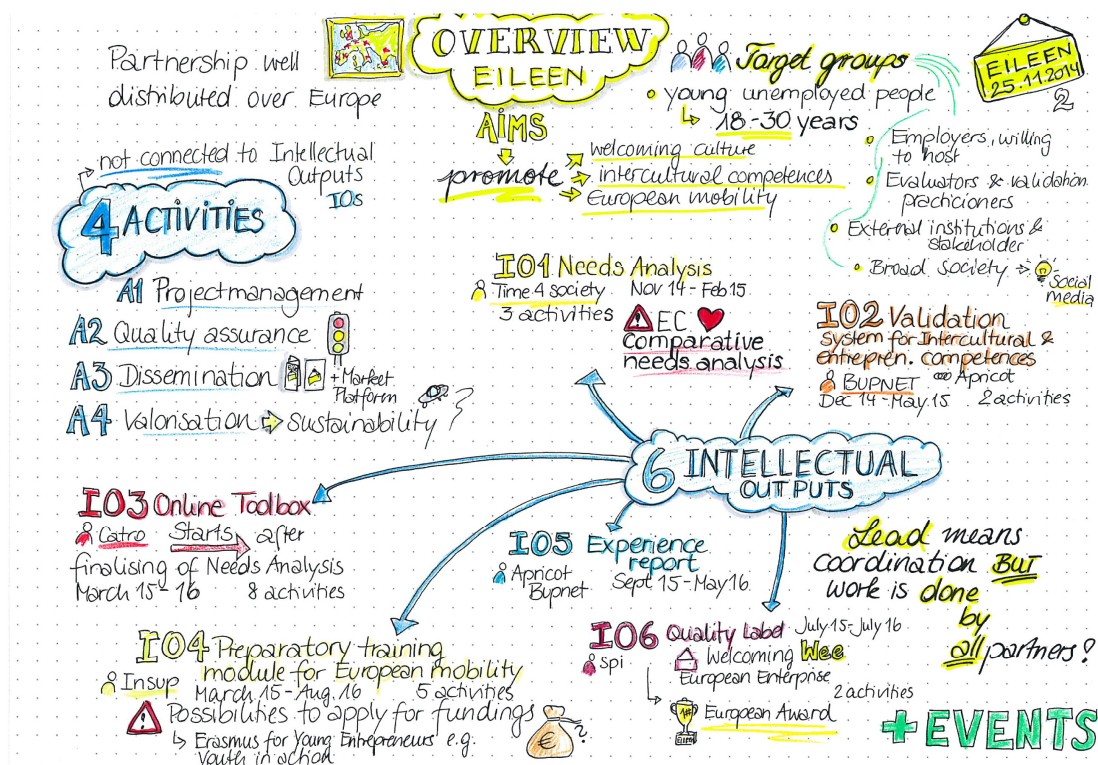 OVERVIEW
EILEEN
Partnership well
distributed over Europe
AIMS
promote
welcoming culture
intercultural competences
European mobility
Target groups
young unemployed people
18-30 years
Employers, willing
to host
Evaluators & validation
practicioners
External institutions &
stakeholder
Broad Society
Social
media
EILEEN
25.11.2014
2
not connected to Intellectual
Outputs
IOs
4 ACTIVITIES
A1 Projectmanagement
A2 Quality assurance
A3 Dissemination
+ Market
Platform
A4 Valorisation Sustainability ?
6 INTELLECTUAL
OUTPUTS
IO1 Needs Analysis
Time 4 society Nov 14 - Feb 15
3 activities
EC
comparative
needs analysis
IO2 Validation
System for Intercultural &
entrepren. competences
BUPNET Apricot
Dec 14 - May 15 2 activities
IO3 Online Toolbox
Catro Starts after
finalising of Needs Analysis
March 15 - 16 8 activities
IO4 Preparatory training
module for European mobility
Insup March 15 - Aug. 16 5 activities
Possibilities to apply for fundings
Erasmus for Young Entrepreneurs e.g.
Youth in action
€ ?
IO5 Experience
report
Apricot
Bupnet
Sept 15 - May 16
IO6 Quality Label July 15 - July 16
spi
Welcoming Wee
European Enterprise
2 activities
European Award
Lead means
coordination BUT
work is done
by
all partners!
+ EVENTS